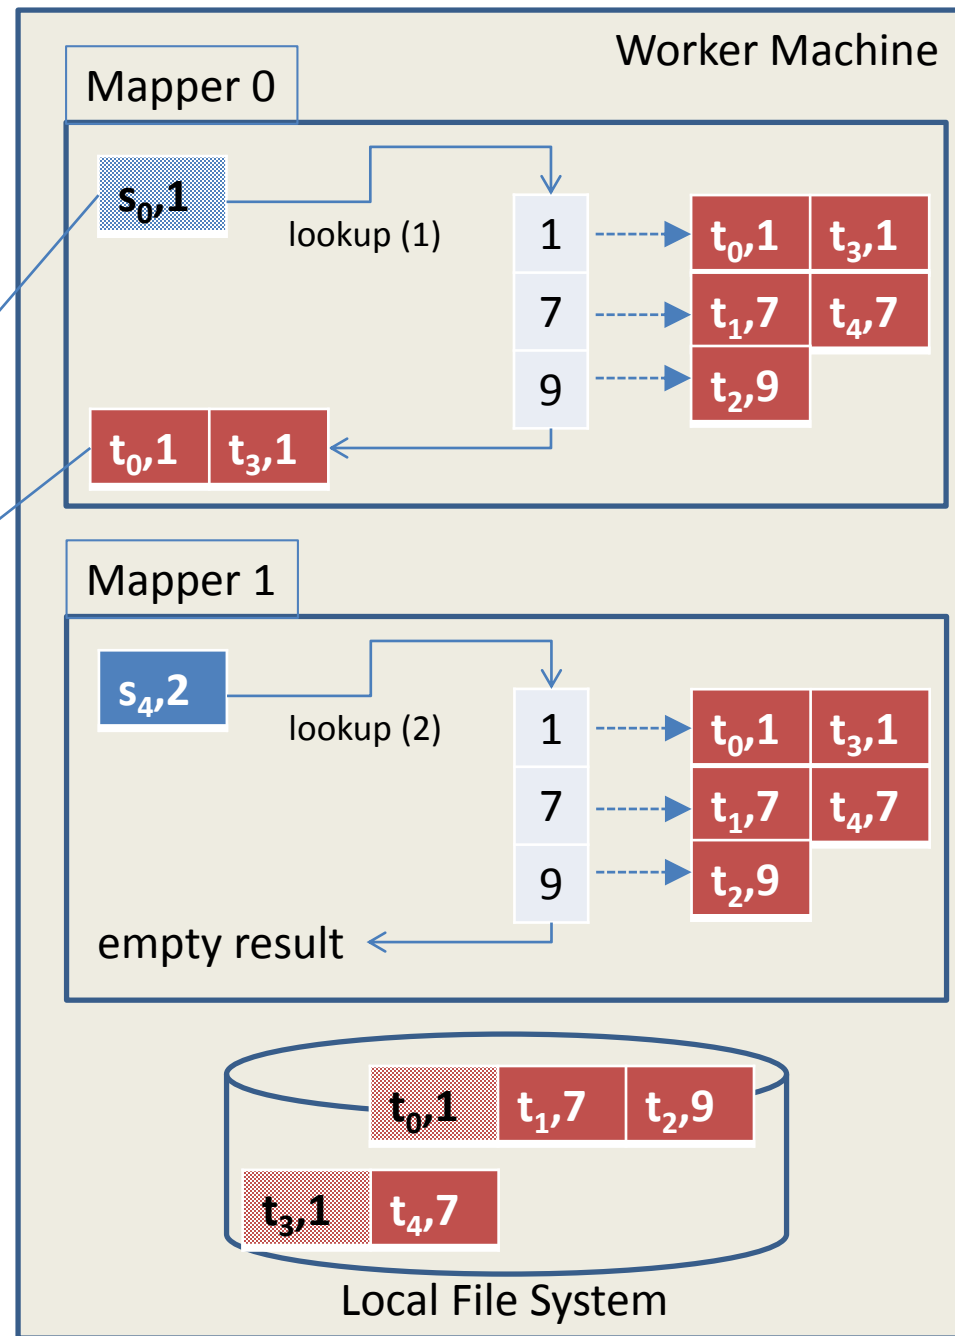 Worker Machine
Mapper 0
s₀,1
lookup (1)
1 t₀,1 t₃,1
7 t₁,7 t₄,7
9 t₂,9
t₀,1 t₃,1
Mapper 1
s₄,2
lookup (2)
1 t₀,1 t₃,1
7 t₁,7 t₄,7
9 t₂,9
empty result
t₀,1 t₁,7 t₂,9
t₃,1 t₄,7
Local File System